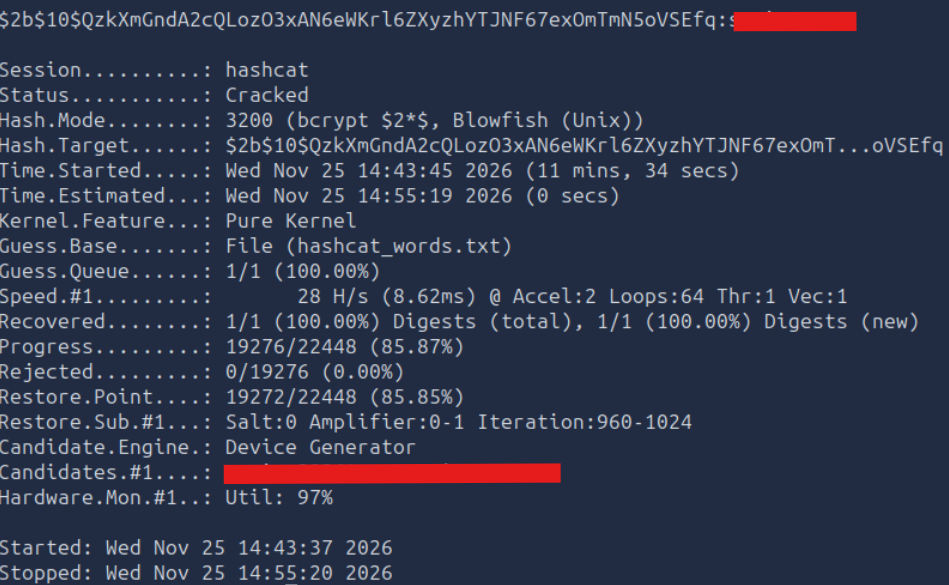 $2b$10$QzkXmGndA2cQLozO3xAN6eWKrl6ZXyzhYTJNF67exOmTmN5oVSEfq:
Session..........: hashcat
Status...........: Cracked
Hash.Mode........: 3200 (bcrypt $2*$, Blowfish (Unix))
Hash.Target......: $2b$10$QzkXmGndA2cQLozO3xAN6eWKrl6ZXyzhYTJNF67exOmT...oVSEfq
Time.Started.....: Wed Nov 25 14:43:45 2026 (11 mins, 34 secs)
Time.Estimated...: Wed Nov 25 14:55:19 2026 (0 secs)
Kernel.Feature...: Pure Kernel
Guess.Base.......: File (hashcat_words.txt)
Guess.Queue......: 1/1 (100.00%)
Speed.#1.........:       28 H/s (8.62ms) @ Accel:2 Loops:64 Thr:1 Vec:1
Recovered........: 1/1 (100.00%) Digests (total), 1/1 (100.00%) Digests (new)
Progress.........: 19276/22448 (85.87%)
Rejected.........: 0/19276 (0.00%)
Restore.Point....: 19272/22448 (85.85%)
Restore.Sub.#1...: Salt:0 Amplifier:0-1 Iteration:960-1024
Candidate.Engine.: Device Generator
Candidates.#1....:
Hardware.Mon.#1..: Util: 97%
Started: Wed Nov 25 14:43:37 2026
Stopped: Wed Nov 25 14:55:20 2026